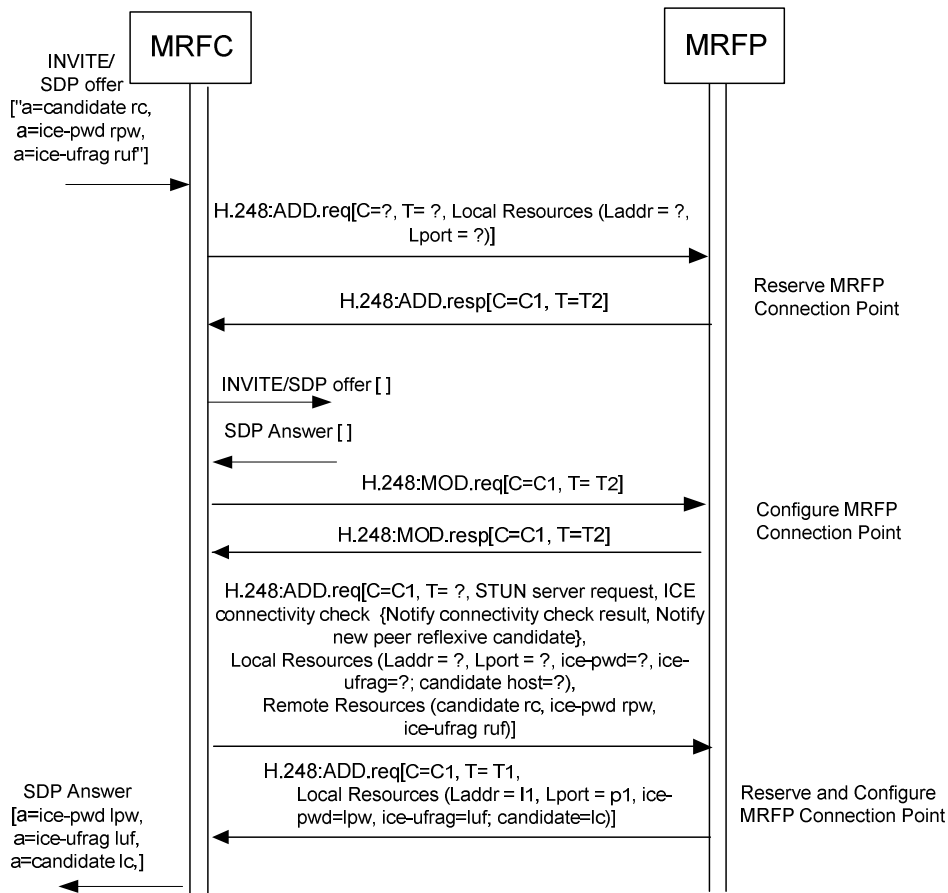 MRFC
MRFP
INVITE/
SDP offer
["a=candidate rc,
a=ice-pwd rpw,
a=ice-ufrag ruf"]
H.248:ADD.req[C=?, T= ?, Local Resources (Laddr = ?,
Lport = ?)]
H.248:ADD.resp[C=C1, T=T2]
Reserve MRFP
Connection Point
INVITE/SDP offer [ ]
SDP Answer [ ]
H.248:MOD.req[C=C1, T= T2]
H.248:MOD.resp[C=C1, T=T2]
Configure MRFP
Connection Point
H.248:ADD.req[C=C1, T= ?, STUN server request, ICE
connectivity check {Notify connectivity check result, Notify
new peer reflexive candidate},
Local Resources (Laddr = ?, Lport = ?, ice-pwd=?, ice-
ufrag=?; candidate host=?),
Remote Resources (candidate rc, ice-pwd rpw,
ice-ufrag ruf)]
H.248:ADD.req[C=C1, T= T1,
Local Resources (Laddr = l1, Lport = p1, ice-
pwd=lpw, ice-ufrag=luf; candidate=lc)]
Reserve and Configure
MRFP Connection Point
SDP Answer
[a=ice-pwd lpw,
a=ice-ufrag luf,
a=candidate lc,]